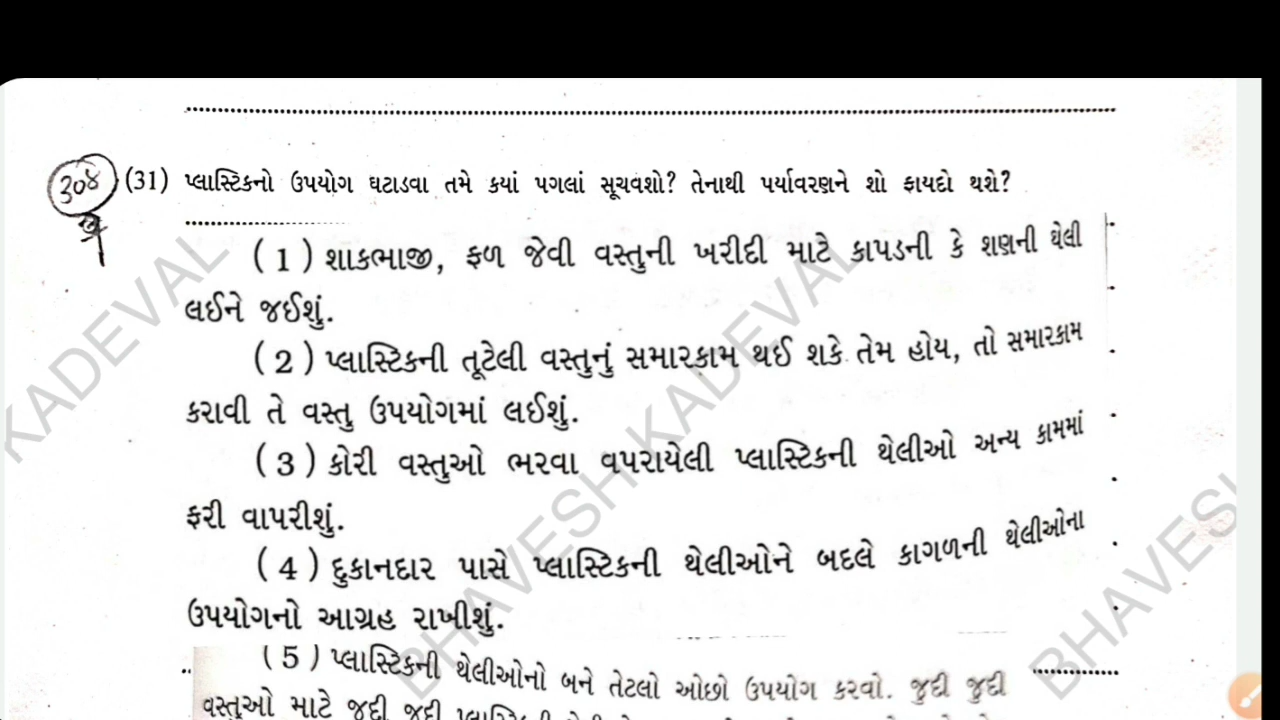 ૩૦૪ (31) પ્લાસ્ટિકનો ઉપયોગ ઘટાડવા તમે કયાં પગલાં સૂચવશો? તેનાથી પર્યાવરણને શો ફાયદો થશે?
(1) શાકભાજી, ફળ જેવી વસ્તુની ખરીદી માટે કાપડની કે શણની થેલી
લઈને જઈશું.
(2) પ્લાસ્ટિકની તૂટેલી વસ્તુનું સમારકામ થઈ શકે તેમ હોય, તો સમારકામ
કરાવી તે વસ્તુ ઉપયોગમાં લઈશું.
(3) કોરી વસ્તુઓ ભરવા વપરાયેલી પ્લાસ્ટિકની થેલીઓ અન્ય કામમાં
ફરી વાપરીશું.
(4) દુકાનદાર પાસે પ્લાસ્ટિકની થેલીઓને બદલે કાગળની થેલીઓના
ઉપયોગનો આગ્રહ રાખીશું.
(5) પ્લાસ્ટિકની થેલીઓનો બને તેટલો ઓછો ઉપયોગ કરવો. જુદી જુદી
વસ્તુઓ માટે જુદી જુદી
KADEVAL
BHAVESH KADEVAL
BHAVESH